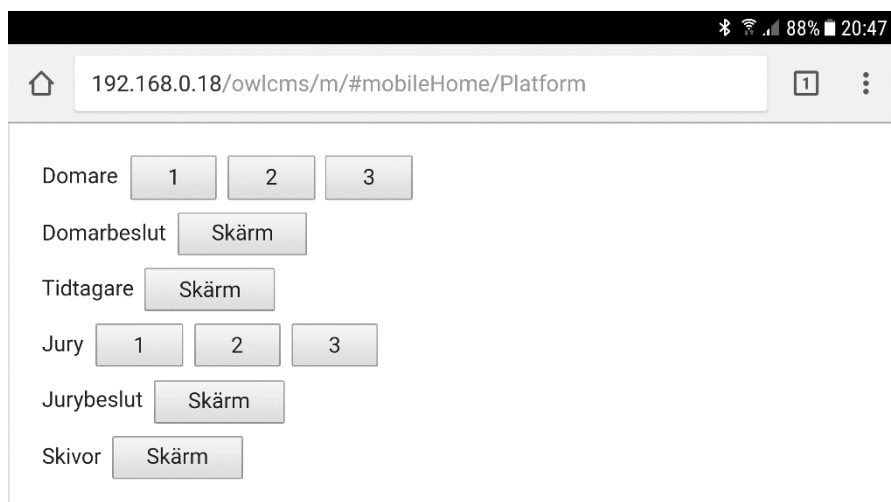 88% 20:47
192.168.0.18/owlcms/m/#mobileHome/Platform 1
Domare 1 2 3
Domarbeslut Skärm
Tidtagare Skärm
Jury 1 2 3
Jurybeslut Skärm
Skivor Skärm